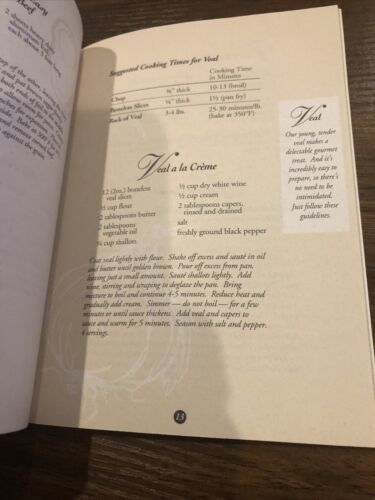 Beef
Suggested Cooking Times for Veal
Cooking Time
in Minutes
Chop ¾" thick 10-13 (broil)
Boneless Slices ¼" thick 1½ (pan fry)
Rack of Veal 3-4 lbs. 25-30 minutes/lb.
(bake at 350°F)
Veal
Our young, tender
veal makes a
delectable gourmet
treat. And it's
incredibly easy to
prepare, so there's
no need to be
intimidated.
Just follow these
guidelines.
Veal a la Crème
12 (2oz.) boneless
veal slices
½ cup flour
2 tablespoons butter
2 tablespoons
vegetable oil
¼ cup shallots
½ cup dry white wine
½ cup cream
2 tablespoons capers,
rinsed and drained
salt
freshly ground black pepper
Coat veal lightly with flour. Shake off excess and sauté in oil
and butter until golden brown. Pour off excess from pan,
leaving just a small amount. Sauté shallots lightly. Add
wine, stirring and scraping to deglaze the pan. Bring
mixture to boil and continue 4-5 minutes. Reduce heat and
gradually add cream. Simmer — do not boil — for a few
minutes or until sauce thickens. Add veal and capers to
sauce and warm for 5 minutes. Season with salt and pepper.
4 servings.
13